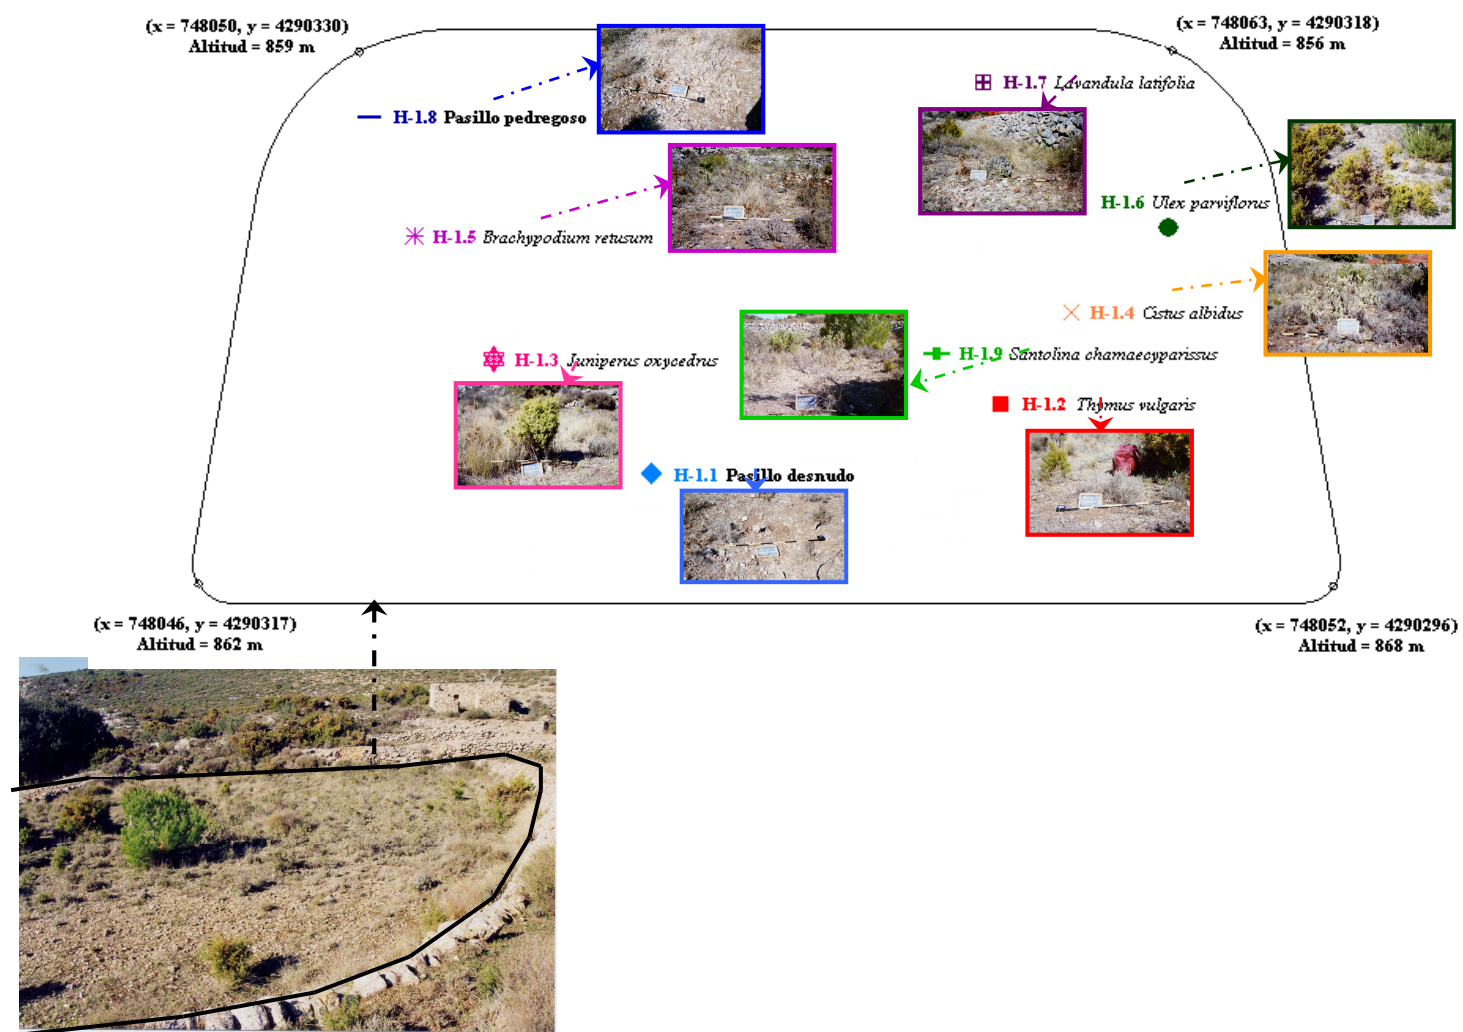 (x = 748050, y = 4290330)
Altitud = 859 m
(x = 748063, y = 4290318)
Altitud = 856 m
H-1.7 Lavandula latifolia
H-1.8 Pasillo pedregoso
H-1.6 Ulex parviflorus
H-1.5 Brachypodium retusum
H-1.4 Cistus albidus
H-1.9 Santolina chamaecyparissus
H-1.3 Juniperus oxycedrus
H-1.2 Thymus vulgaris
H-1.1 Pasillo desnudo
(x = 748046, y = 4290317)
Altitud = 862 m
(x = 748052, y = 4290296)
Altitud = 868 m